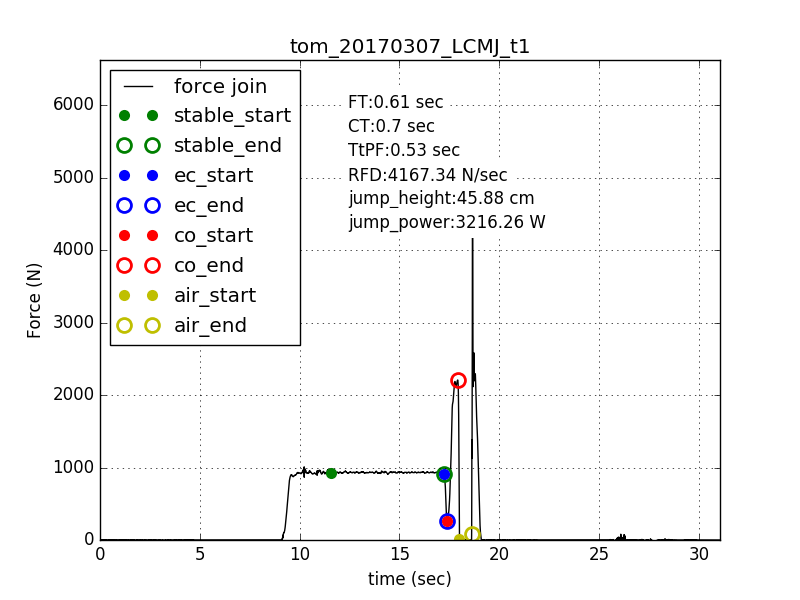 tom_20170307_LCMJ_t1
force join
stable_start
stable_end
ec_start
ec_end
co_start
co_end
air_start
air_end
FT:0.61 sec
CT:0.7 sec
TtPF:0.53 sec
RFD:4167.34 N/sec
jump_height:45.88 cm
jump_power:3216.26 W
Force (N)
6000
5000
4000
3000
2000
1000
0
0 5 10 15 20 25 30
time (sec)